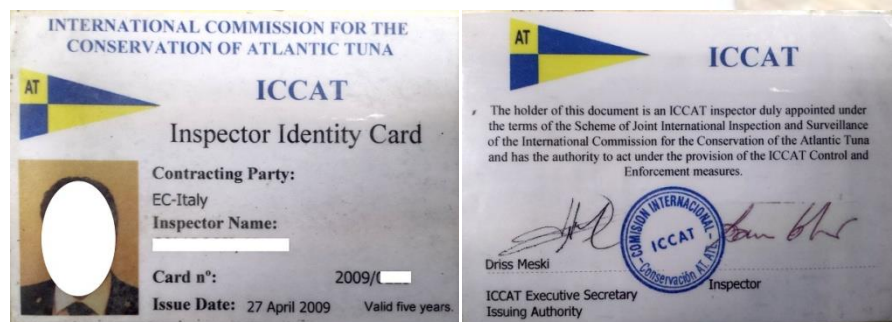 INTERNATIONAL COMMISSION FOR THE
CONSERVATION OF ATLANTIC TUNA
AT
ICCAT
Inspector Identity Card
Contracting Party:
EC-Italy
Inspector Name:
Card nº: 2009/
Issue Date: 27 April 2009 Valid five years.
AT
ICCAT
The holder of this document is an ICCAT inspector duly appointed under
the terms of the Scheme of Joint International Inspection and Surveillance
of the International Commission for the Conservation of the Atlantic Tuna
and has the authority to act under the provision of the ICCAT Control and
Enforcement measures.
COMISIÓN INTERNACIONAL
ICCAT
Conservación AT. ATL.
Driss Meski
Inspector
ICCAT Executive Secretary
Issuing Authority